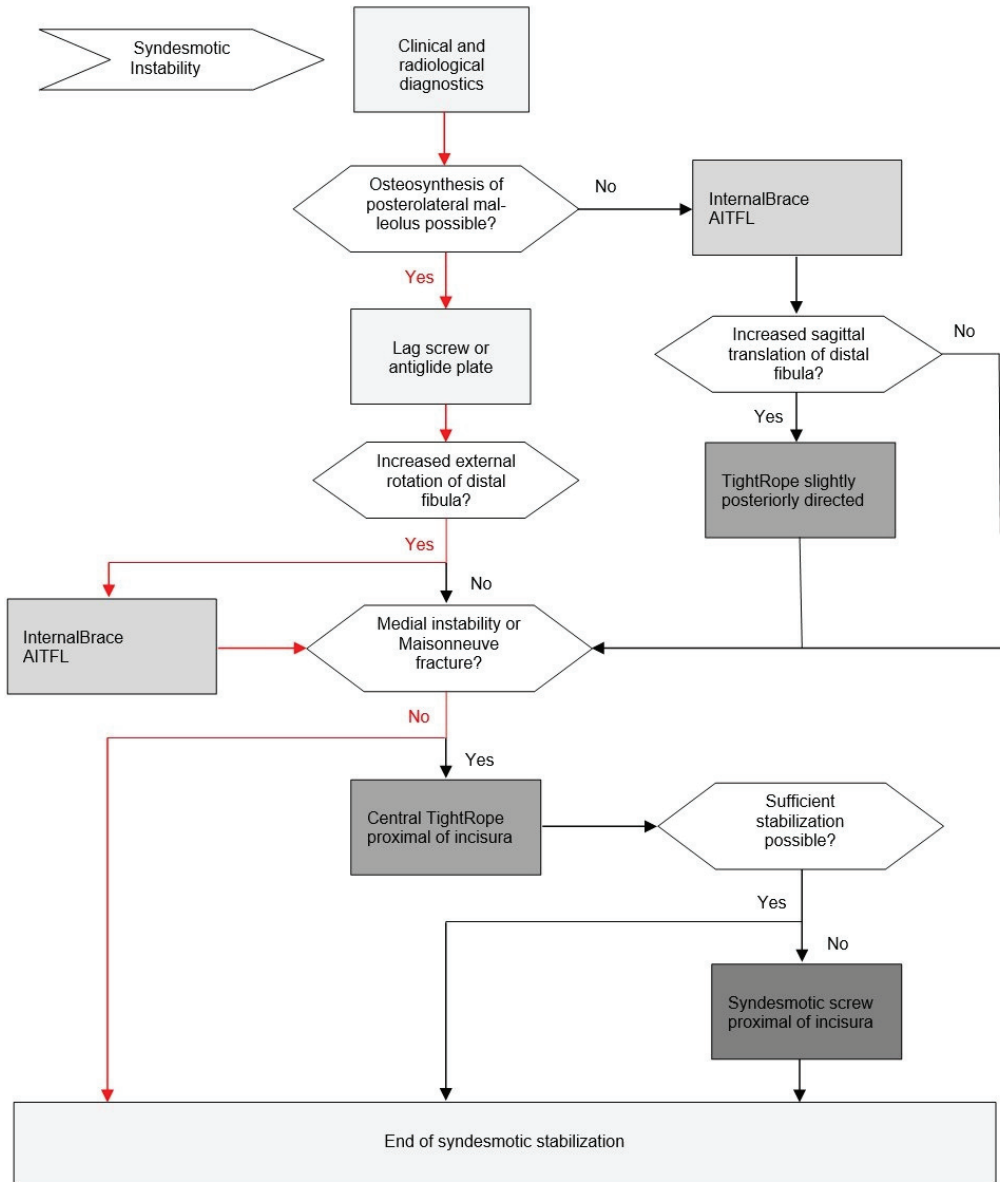 Syndesmotic
Instability
Clinical and
radiological
diagnostics
Osteosynthesis of
posterolateral mal-
leolus possible?
No
InternalBrace
AITFL
Yes
Lag screw or
antiglide plate
Increased sagittal
translation of distal
fibula?
No
Yes
TightRope slightly
posteriorly directed
Increased external
rotation of distal
fibula?
Yes
No
InternalBrace
AITFL
Medial instability or
Maisonneuve
fracture?
No
Yes
Central TightRope
proximal of incisura
Sufficient
stabilization
possible?
Yes
No
Syndesmotic screw
proximal of incisura
End of syndesmotic stabilization